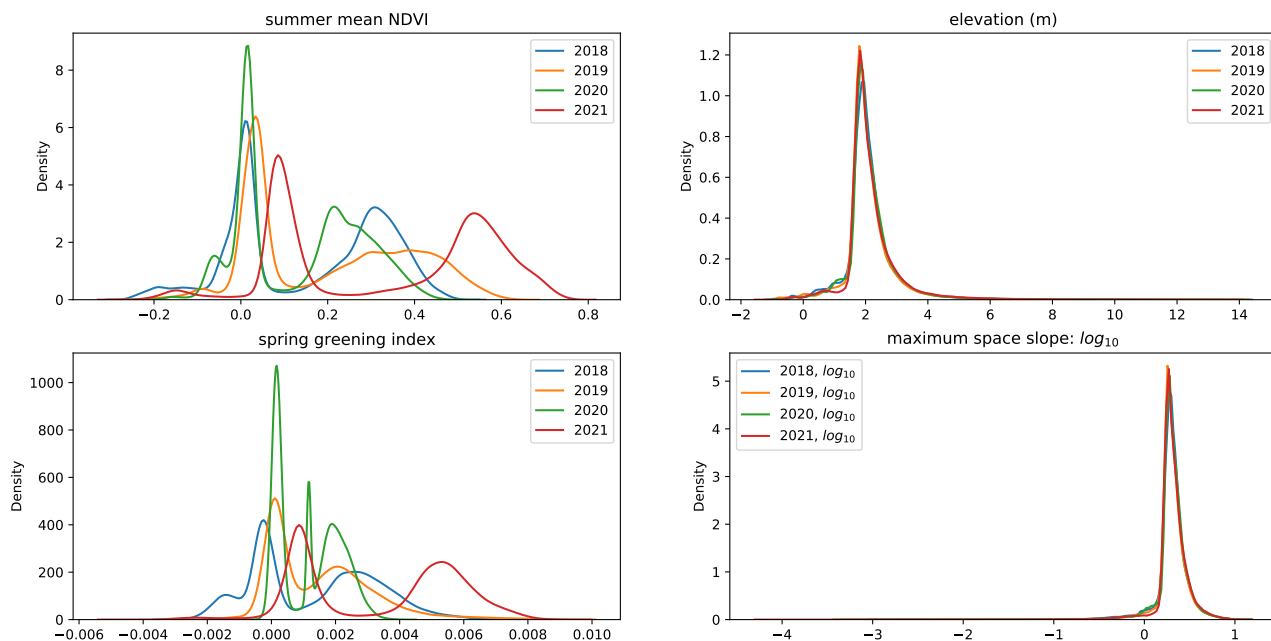 summer mean NDVI
Density
8
6
4
2
0
−0.2 0.0 0.2 0.4 0.6 0.8
2018
2019
2020
2021
elevation (m)
Density
1.2
1.0
0.8
0.6
0.4
0.2
0.0
−2 0 2 4 6 8 10 12 14
2018
2019
2020
2021
spring greening index
Density
1000
800
600
400
200
0
−0.006 −0.004 −0.002 0.000 0.002 0.004 0.006 0.008 0.010
2018
2019
2020
2021
maximum space slope: log10
Density
5
4
3
2
1
0
−4 −3 −2 −1 0 1
2018, log10
2019, log10
2020, log10
2021, log10